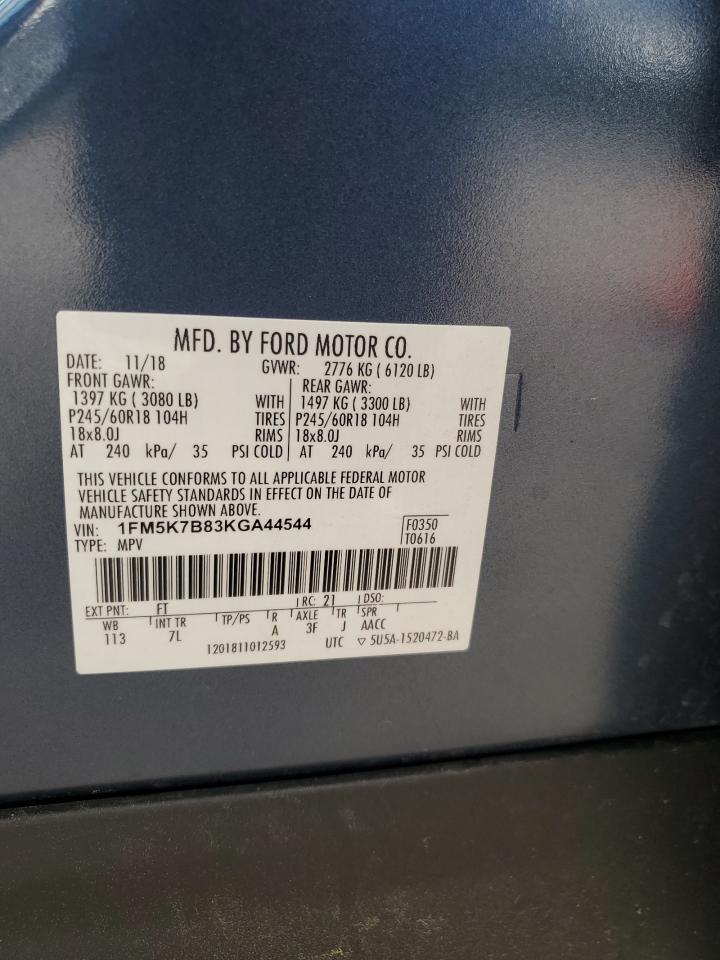 MFD. BY FORD MOTOR CO.
DATE: 11/18 GVWR: 2776 KG ( 6120 LB)
FRONT GAWR: REAR GAWR:
1397 KG ( 3080 LB) WITH 1497 KG ( 3300 LB) WITH
P245/60R18 104H TIRES P245/60R18 104H TIRES
18x8.0J RIMS 18x8.0J RIMS
AT 240 kPa/ 35 PSI COLD AT 240 kPa/ 35 PSI COLD
THIS VEHICLE CONFORMS TO ALL APPLICABLE FEDERAL MOTOR
VEHICLE SAFETY STANDARDS IN EFFECT ON THE DATE OF
MANUFACTURE SHOWN ABOVE.
VIN: 1FM5K7B83KGA44544 F0350
TYPE: MPV T0616
EXT PNT: FT RC: 21 DSO:
WB INT TR TP/PS R AXLE TR SPR
113 7L A 3F J AACC
1201811012593 UTC ▽ 5U5A-1520472-BA